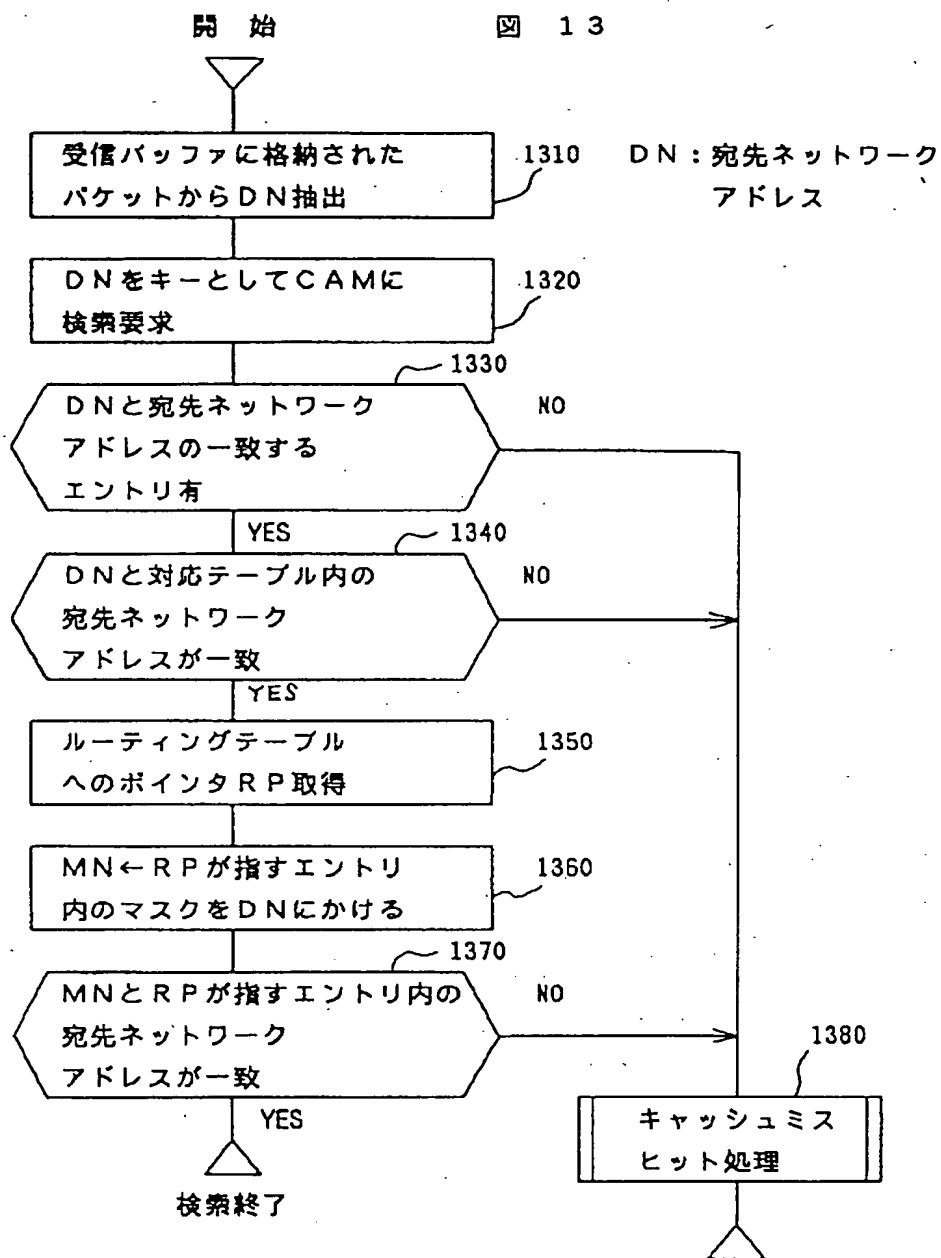 開 始
図 13
受信バッファに格納された
パケットからDN抽出
1310
DN:宛先ネットワーク
アドレス
DNをキーとしてCAMに
検索要求
1320
1330
DNと宛先ネットワーク
アドレスの一致する
エントリ有
NO
YES
1340
DNと対応テーブル内の
宛先ネットワーク
アドレスが一致
NO
YES
ルーティングテーブル
へのポインタRP取得
1350
MN←RPが指すエントリ
内のマスクをDNにかける
1360
1370
MNとRPが指すエントリ内の
宛先ネットワーク
アドレスが一致
NO
YES
1380
キャッシュミス
ヒット処理
検索終了